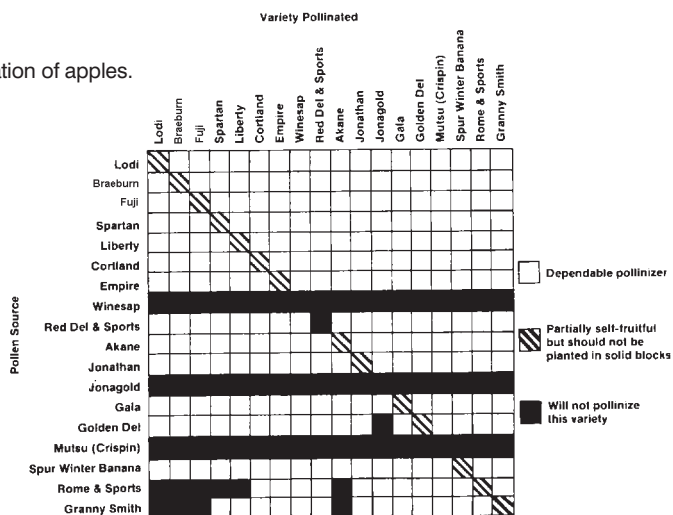 Variety Pollinated
ation of apples.
Lodi
Braeburn
Fuji
Spartan
Liberty
Cortland
Empire
Winesap
Red Del & Sports
Akane
Jonathan
Jonagold
Gala
Golden Del
Mutsu (Crispin)
Spur Winter Banana
Rome & Sports
Granny Smith
Pollen Source
Lodi
Braeburn
Fuji
Spartan
Liberty
Cortland
Empire
Winesap
Red Del & Sports
Akane
Jonathan
Jonagold
Gala
Golden Del
Mutsu (Crispin)
Spur Winter Banana
Rome & Sports
Granny Smith
Dependable pollinizer
Partially self-fruitful
but should not be
planted in solid blocks
Will not pollinize
this variety